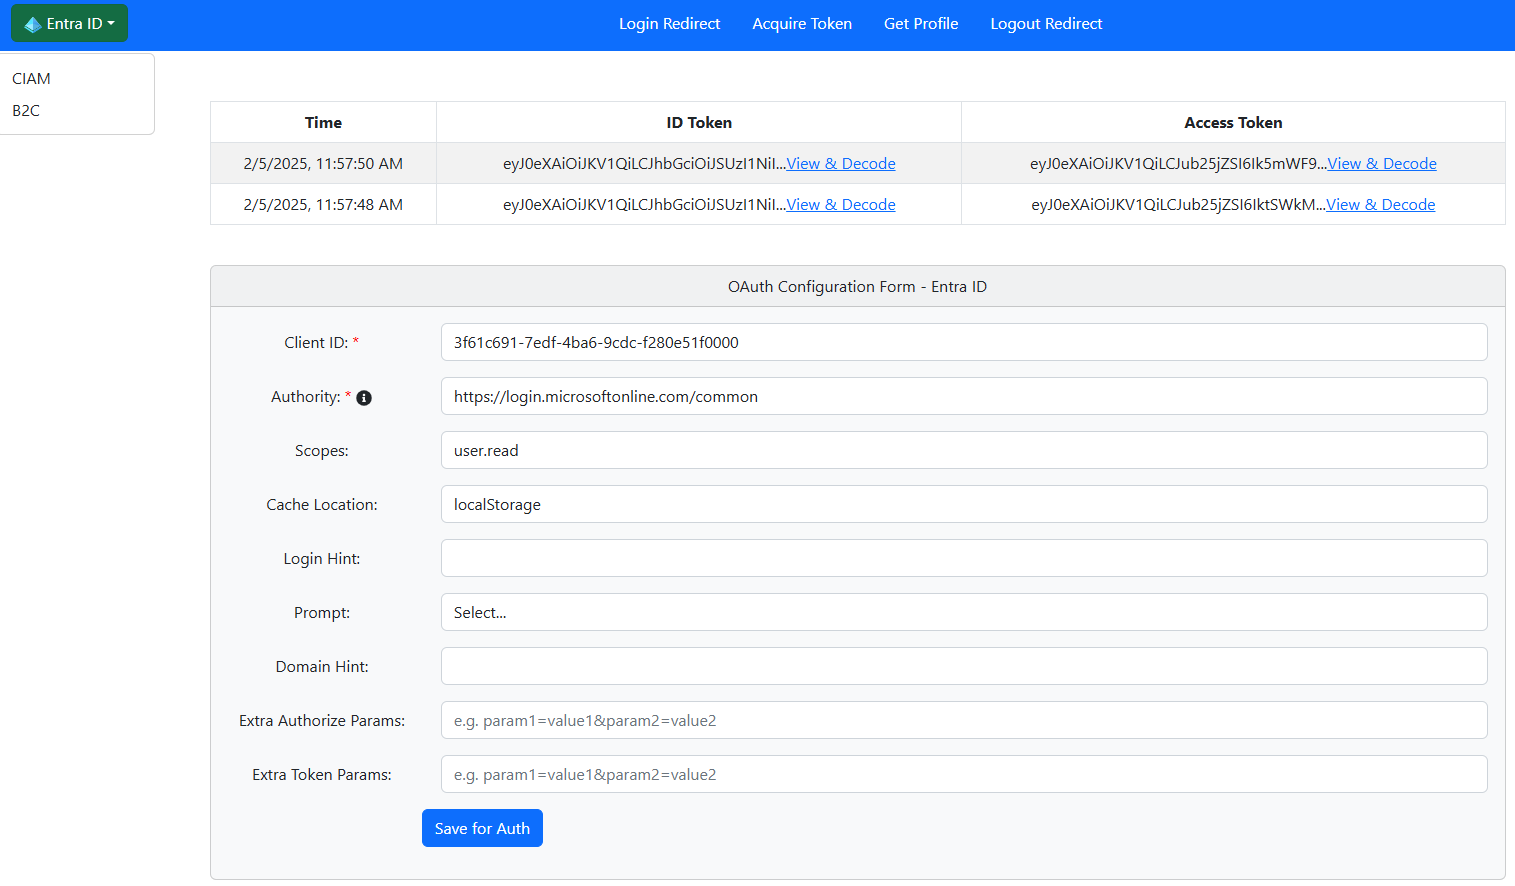 Entra ID
Login Redirect Acquire Token Get Profile Logout Redirect
CIAM
B2C
Time ID Token Access Token
2/5/2025, 11:57:50 AM eyJ0eXAiOiJKV1QiLCJhbGciOiJSUzI1NiI...View & Decode eyJ0eXAiOiJKV1QiLCJub25jZSI6Ik5mWF9...View & Decode
2/5/2025, 11:57:48 AM eyJ0eXAiOiJKV1QiLCJhbGciOiJSUzI1NiI...View & Decode eyJ0eXAiOiJKV1QiLCJub25jZSI6IktSWkM...View & Decode
OAuth Configuration Form - Entra ID
Client ID: * 3f61c691-7edf-4ba6-9cdc-f280e51f0000
Authority: * https://login.microsoftonline.com/common
Scopes: user.read
Cache Location: localStorage
Login Hint:
Prompt: Select...
Domain Hint:
Extra Authorize Params: e.g. param1=value1&param2=value2
Extra Token Params: e.g. param1=value1&param2=value2
Save for Auth